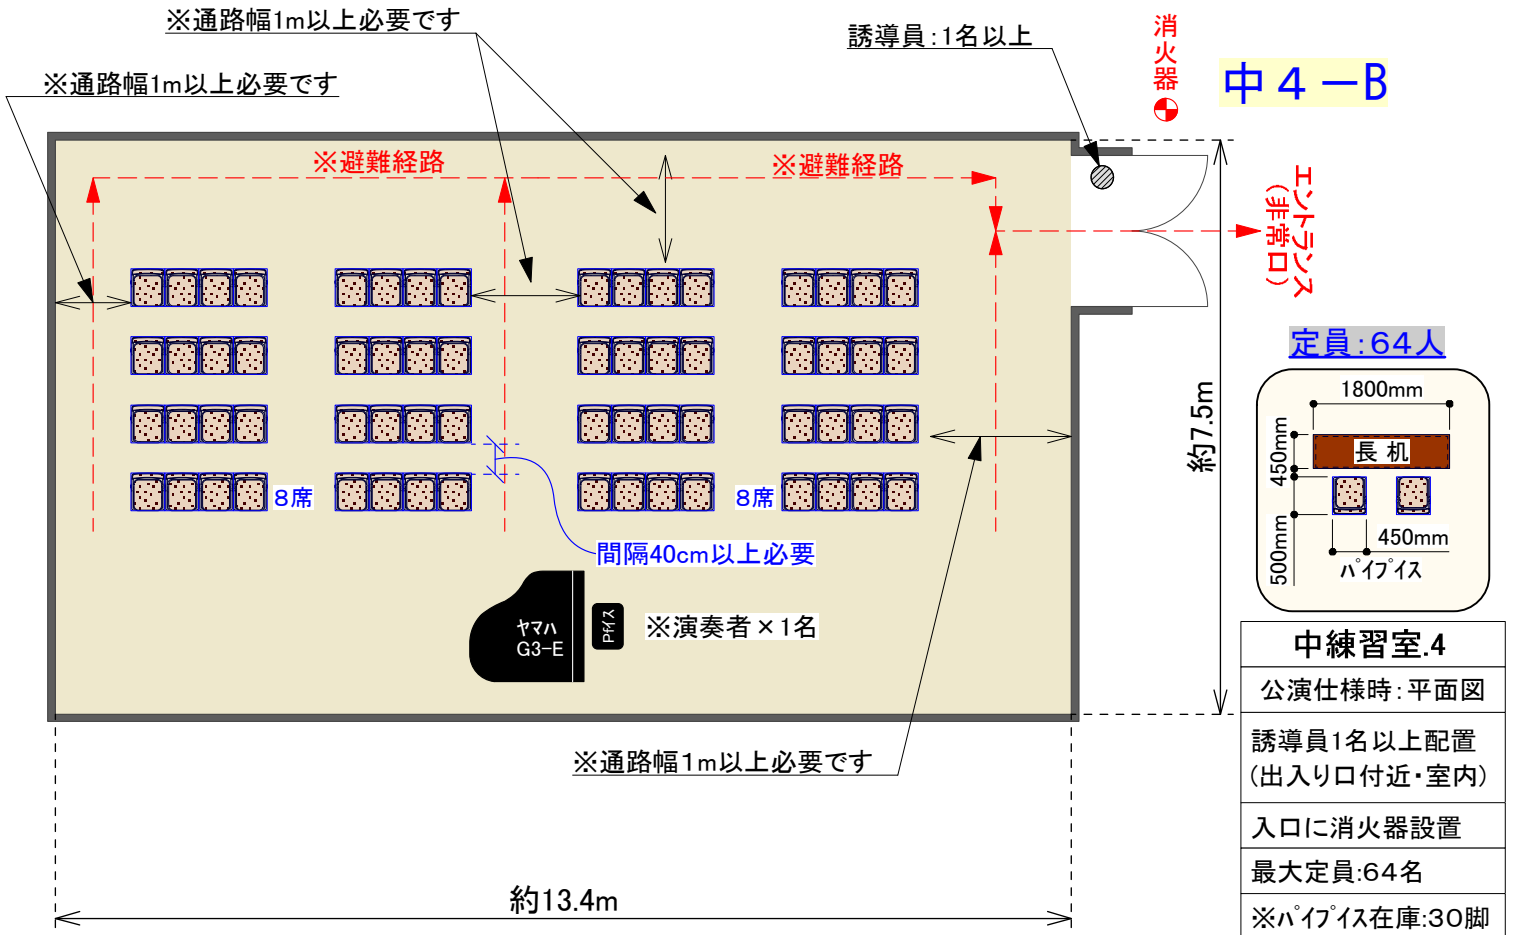 ※通路幅1m以上必要です
※通路幅1m以上必要です
誘導員：1名以上
消火器
中４－B
※避難経路
※避難経路
エントランス
（非常口）
定員：64人
1800mm
450mm
長 机
500mm
450mm
ﾊﾟｲﾌﾟｲｽ
約7.5m
8席
8席
間隔40cm以上必要
ヤマハ
G3-E
Pfイス
※演奏者×1名
※通路幅1m以上必要です
約13.4m
中練習室.4
公演仕様時：平面図
誘導員1名以上配置
(出入り口付近・室内)
入口に消火器設置
最大定員:64名
※ﾊﾟｲﾌﾟｲｽ在庫:30脚